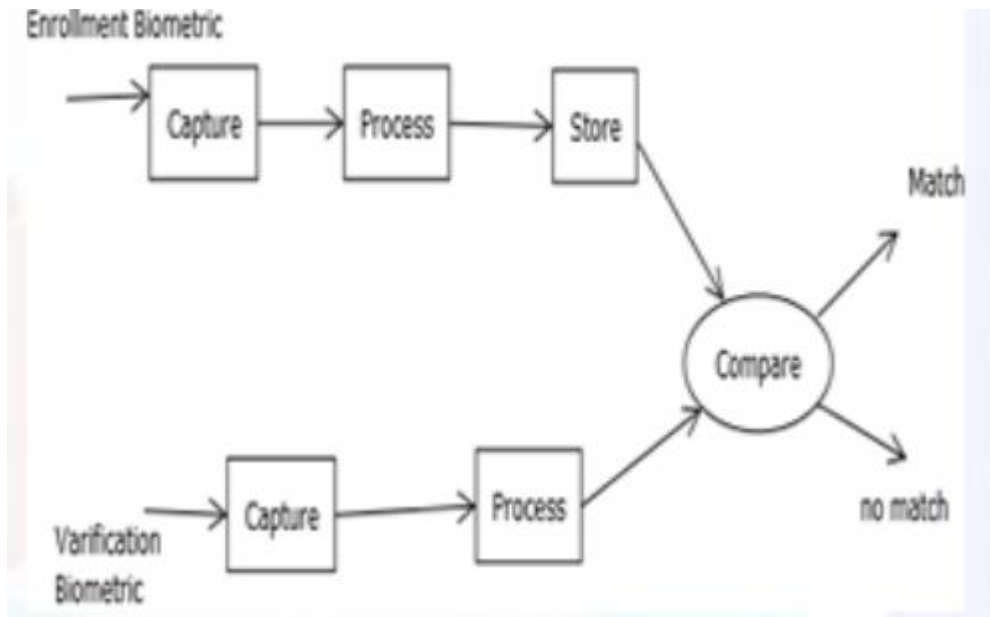 Enrollment Biometric
Capture
Process
Store
Match
Compare
Capture
Process
no match
Varification
Biometric